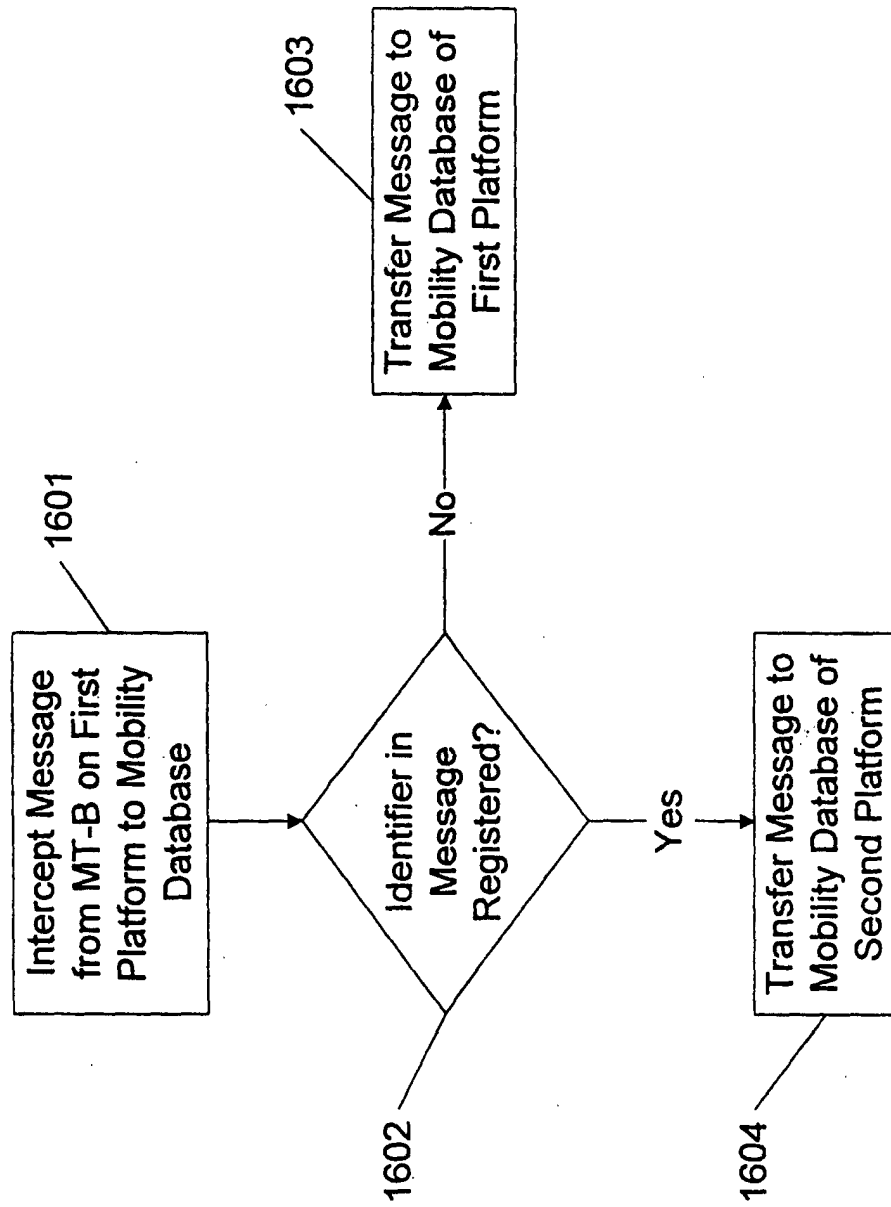 1601
Intercept Message
from MT-B on First
Platform to Mobility
Database
1602
Identifier in
Message
Registered?
No
1603
Transfer Message to
Mobility Database of
First Platform
Yes
1604
Transfer Message to
Mobility Database of
Second Platform